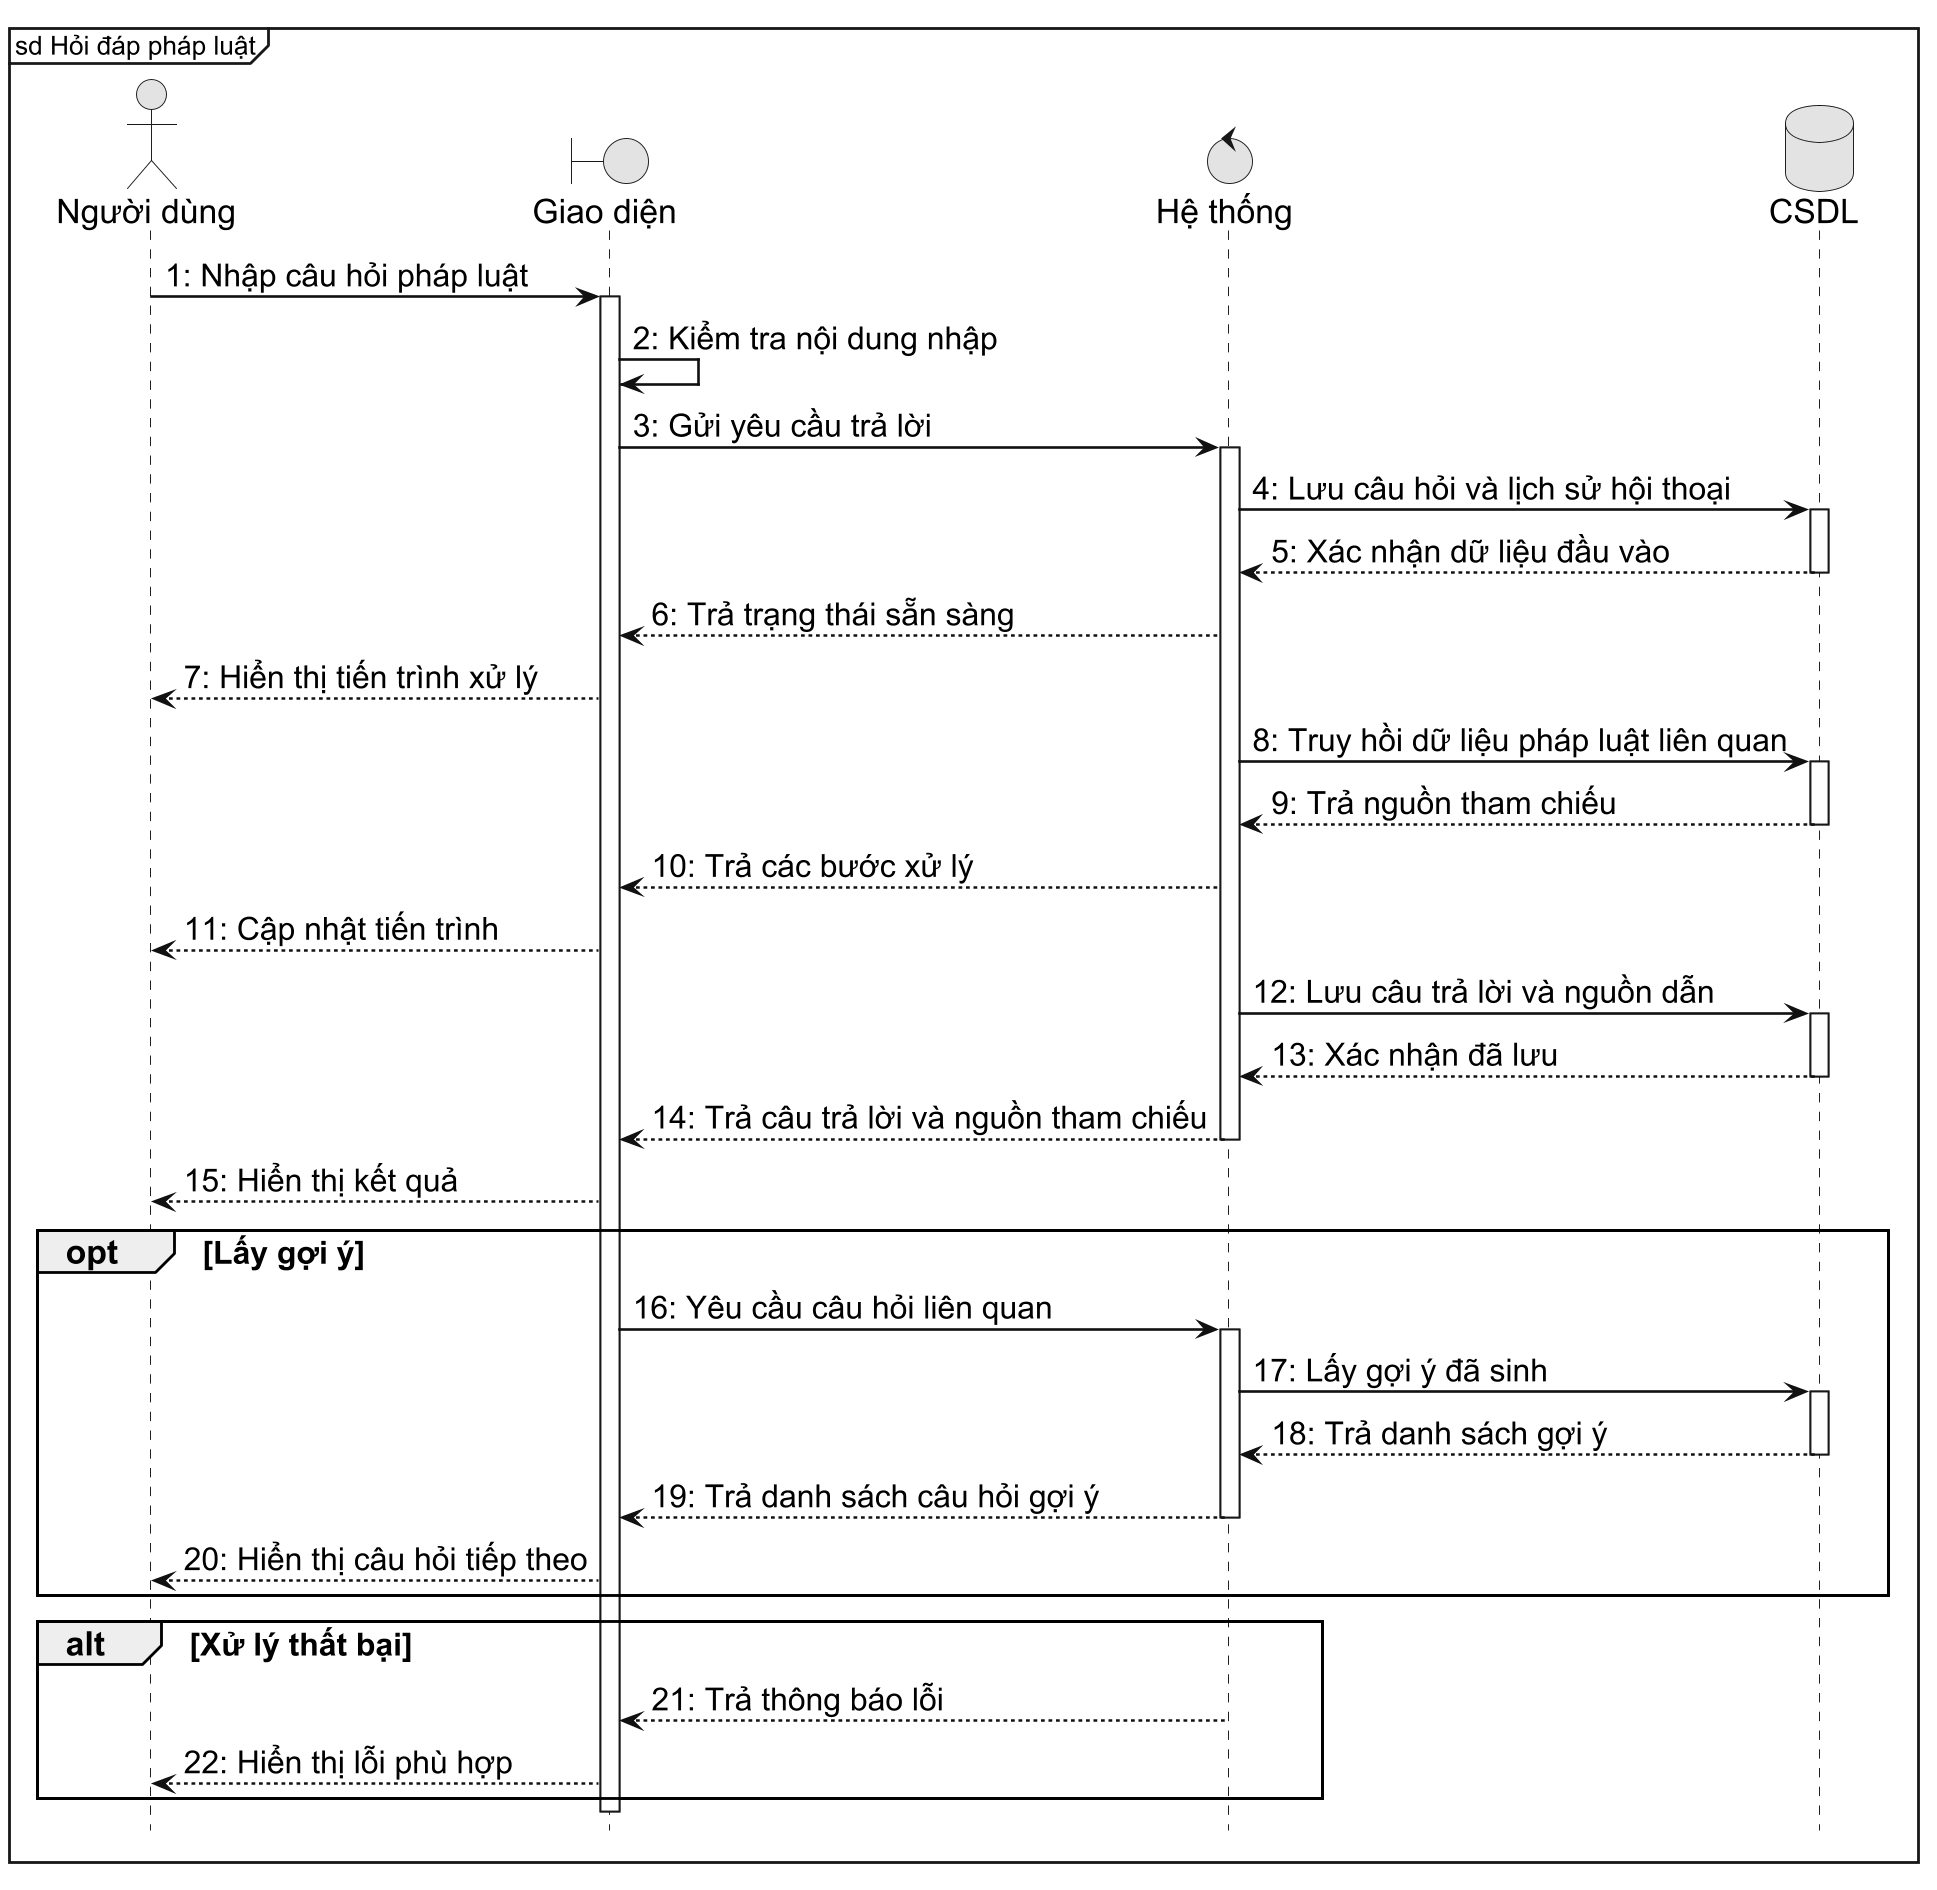 sd Hỏi đáp pháp luật
Người dùng
Giao diện
Hệ thống
CSDL
1: Nhập câu hỏi pháp luật
2: Kiểm tra nội dung nhập
3: Gửi yêu cầu trả lời
4: Lưu câu hỏi và lịch sử hội thoại
5: Xác nhận dữ liệu đầu vào
6: Trả trạng thái sẵn sàng
7: Hiển thị tiến trình xử lý
8: Truy hồi dữ liệu pháp luật liên quan
9: Trả nguồn tham chiếu
10: Trả các bước xử lý
11: Cập nhật tiến trình
12: Lưu câu trả lời và nguồn dẫn
13: Xác nhận đã lưu
14: Trả câu trả lời và nguồn tham chiếu
15: Hiển thị kết quả
opt [Lấy gợi ý]
16: Yêu cầu câu hỏi liên quan
17: Lấy gợi ý đã sinh
18: Trả danh sách gợi ý
19: Trả danh sách câu hỏi gợi ý
20: Hiển thị câu hỏi tiếp theo
alt [Xử lý thất bại]
21: Trả thông báo lỗi
22: Hiển thị lỗi phù hợp